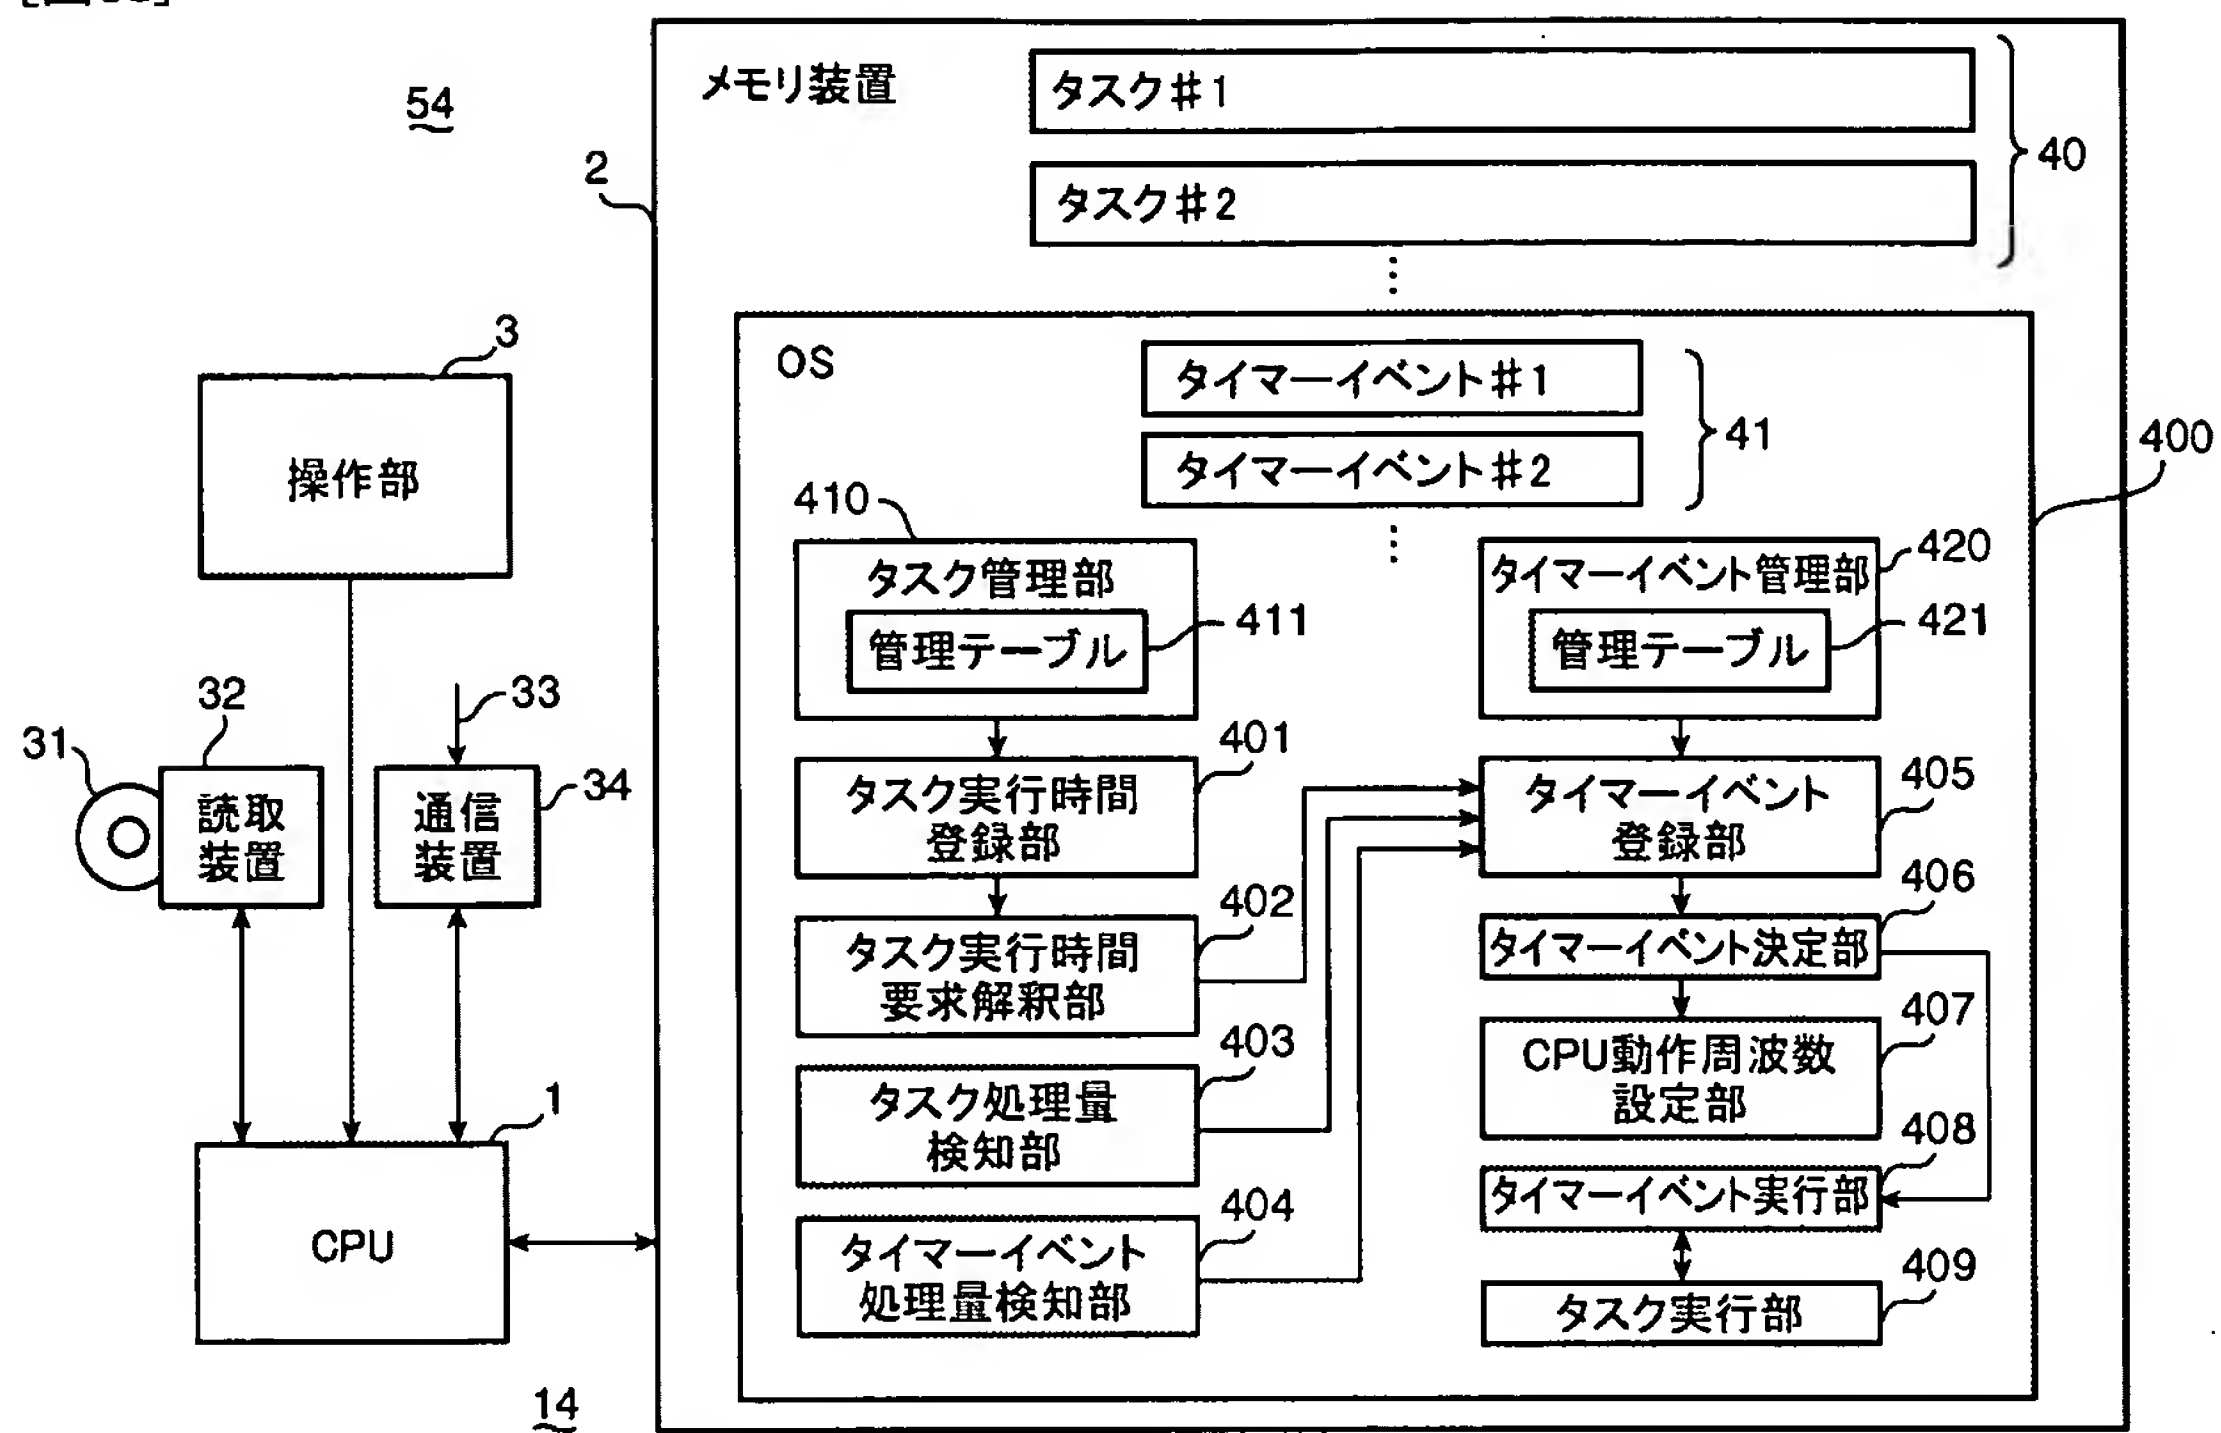 54
メモリ装置
タスク#1
タスク#2
40
2
⋮
OS
タイマーイベント#1
タイマーイベント#2
41
⋮
400
3
操作部
410
タスク管理部
管理テーブル
411
420
タイマーイベント管理部
管理テーブル
421
31
32
読取
装置
33
34
通信
装置
401
タスク実行時間
登録部
402
タスク実行時間
要求解釈部
403
タスク処理量
検知部
404
タイマーイベント
処理量検知部
405
タイマーイベント
登録部
406
タイマーイベント決定部
407
CPU動作周波数
設定部
408
タイマーイベント実行部
409
タスク実行部
1
CPU
14